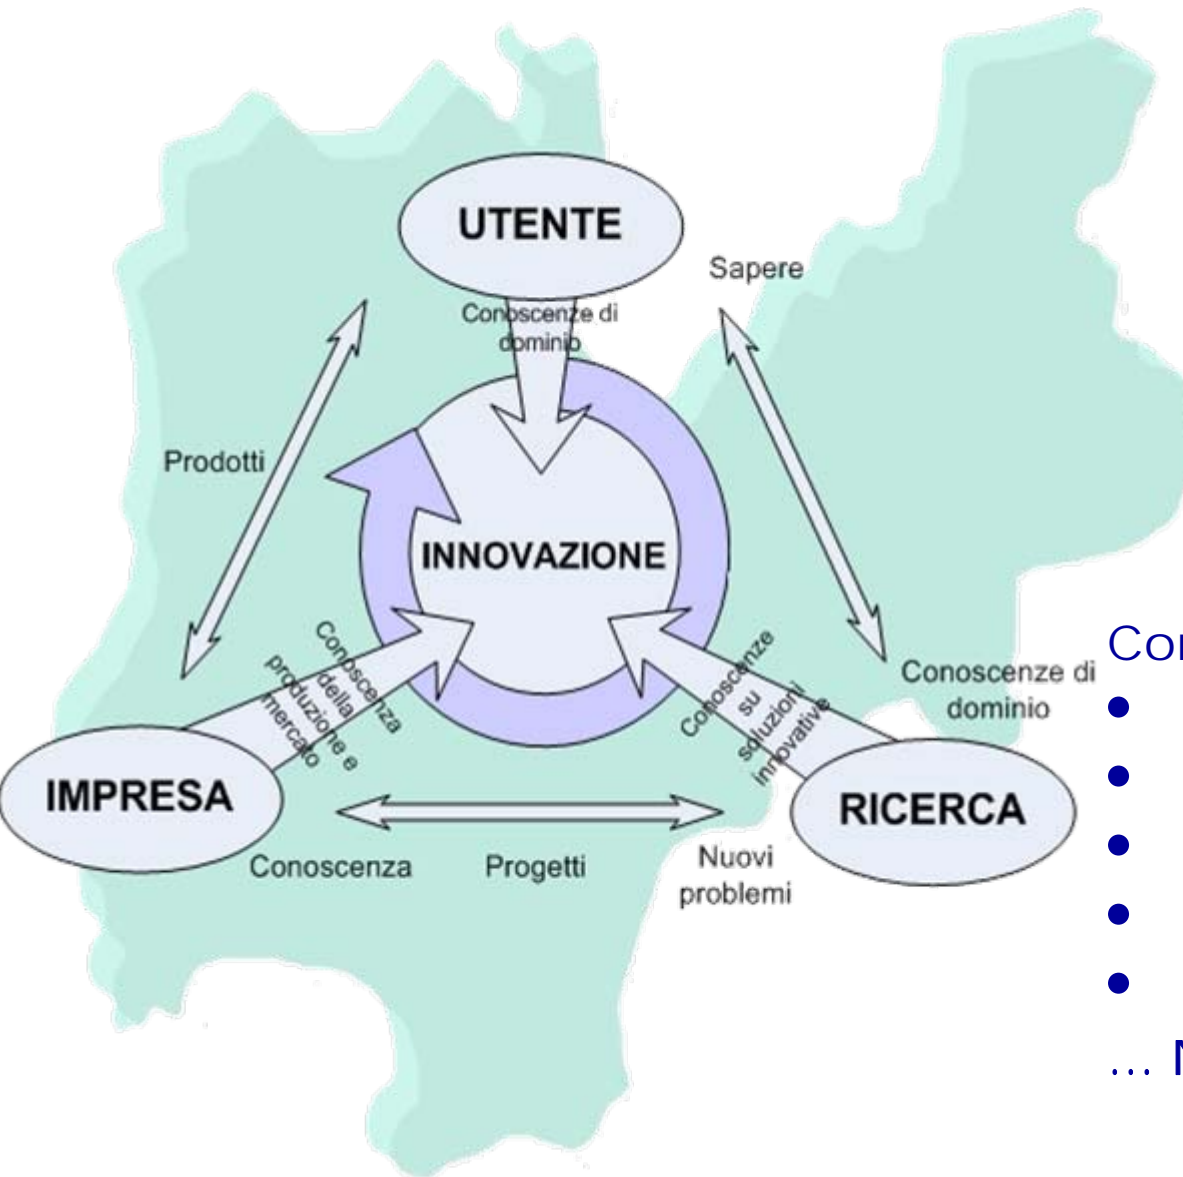 UTENTE
Sapere
Conoscenze di
dominio
Prodotti
INNOVAZIONE
Conoscenza
della
produzione e
mercato
Conoscenze
su
soluzioni
innovative
Conoscenze di
dominio
IMPRESA
RICERCA
Conoscenza
Progetti
Nuovi
problemi
…